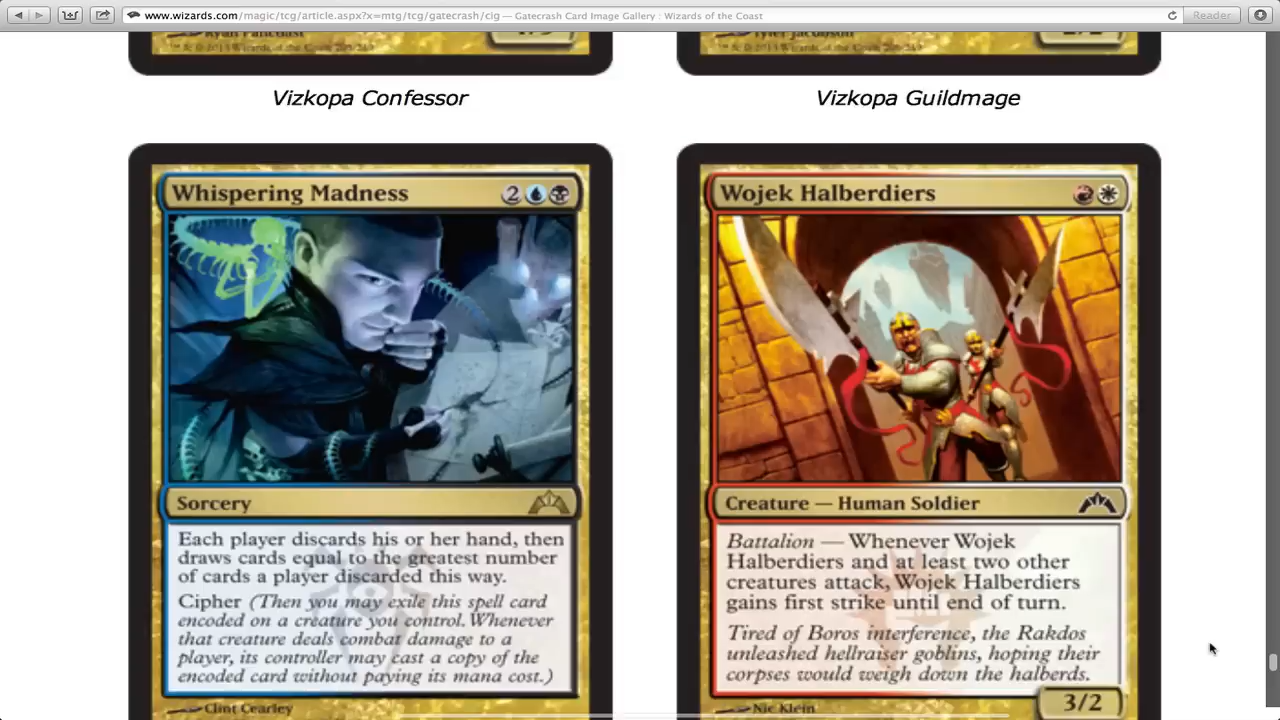 www.wizards.com/magic/tcg/article.aspx?x=mtg/tcg/gatecrash/cig — Gatecrash Card Image Gallery : Wizards of the Coast
Reader
Vizkopa Confessor
Vizkopa Guildmage
Whispering Madness 2
Sorcery
Each player discards his or her hand, then
draws cards equal to the greatest number
of cards a player discarded this way.
Cipher (Then you may exile this spell card
encoded on a creature you control. Whenever
that creature deals combat damage to a
player, its controller may cast a copy of the
encoded card without paying its mana cost.)
Clint Cearley
Wojek Halberdiers
Creature — Human Soldier
Battalion — Whenever Wojek
Halberdiers and at least two other
creatures attack, Wojek Halberdiers
gains first strike until end of turn.
Tired of Boros interference, the Rakdos
unleashed hellraiser goblins, hoping their
corpses would weigh down the halberds.
3/2
Nic Klein